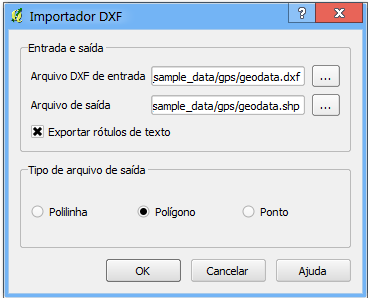 Importador DXF
?
X
Entrada e saída
Arquivo DXF de entrada sample_data/gps/geodata.dxf ...
Arquivo de saída sample_data/gps/geodata.shp ...
Exportar rótulos de texto
Tipo de arquivo de saída
Polilinha Polígono Ponto
OK Cancelar Ajuda